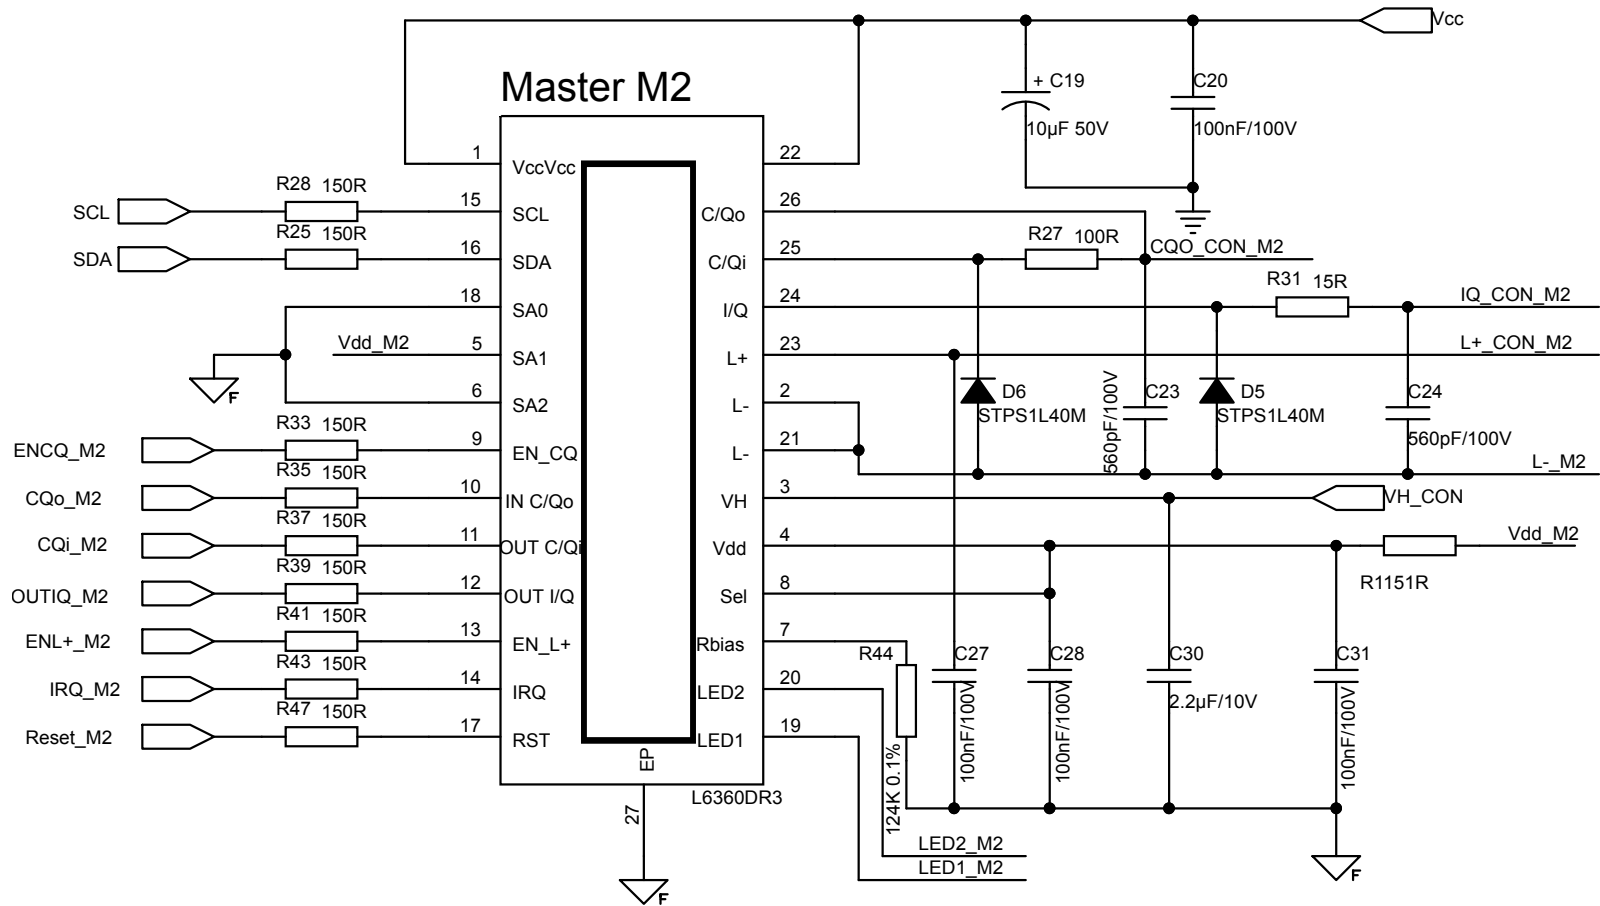 Vcc
Master M2
+ C19
10µF 50V
C20
100nF/100V
1
VccVcc
22
SCL
R28 150R
15
SCL
C/Qo
26
SDA
R25 150R
16
SDA
C/Qi
25
R27 100R
CQO_CON_M2
18
SA0
I/Q
24
R31 15R
IQ_CON_M2
Vdd_M2
5
SA1
L+
23
L+_CON_M2
F
6
SA2
L-
2
D6
STPS1L40M
560pF/100V
C23
D5
STPS1L40M
C24
560pF/100V
ENCQ_M2
R33 150R
9
EN_CQ
L-
21
L-_M2
CQo_M2
R35 150R
10
IN C/Qo
VH
3
VH_CON
CQi_M2
R37 150R
11
OUT C/Qi
Vdd
4
Vdd_M2
R1151R
OUTIQ_M2
R39 150R
12
OUT I/Q
Sel
8
ENL+_M2
R41 150R
13
EN_L+
Rbias
7
R44
124K 0.1%
C27
100nF/100V
C28
100nF/100V
C30
2.2µF/10V
C31
100nF/100V
IRQ_M2
R43 150R
14
IRQ
LED2
20
Reset_M2
R47 150R
17
RST
LED1
19
EP
L6360DR3
27
LED2_M2
LED1_M2
F
F